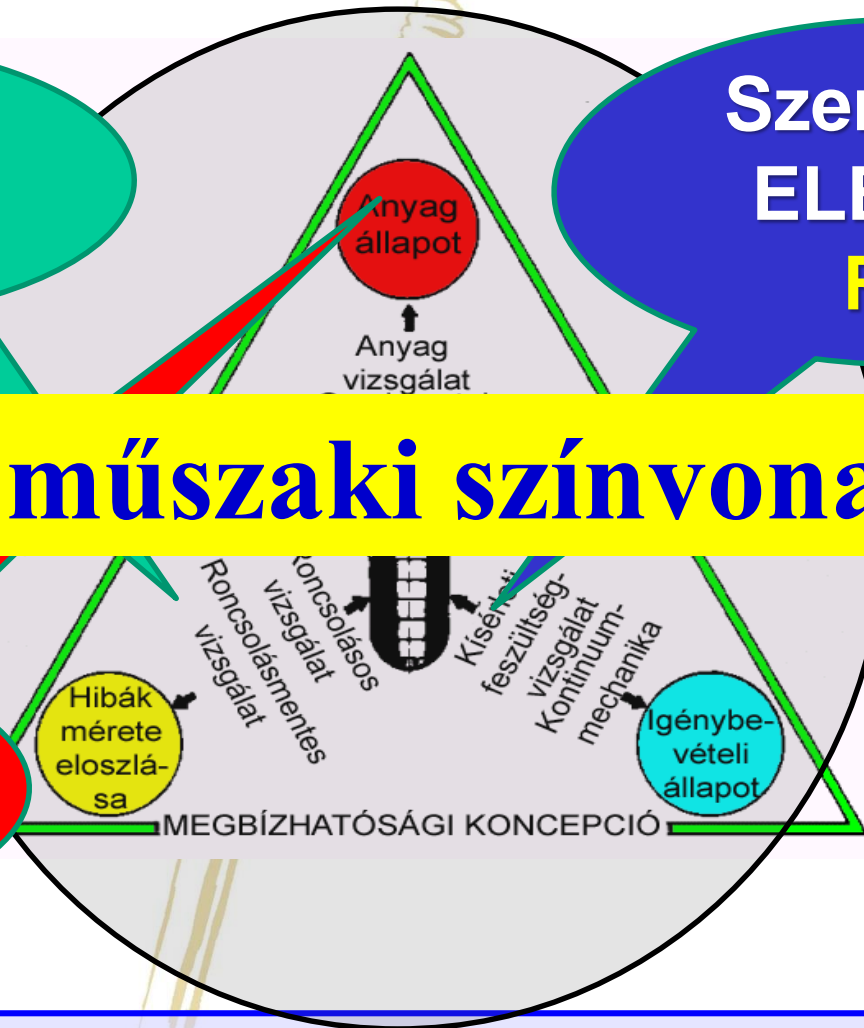 Anyag
állapot
Anyag
vizsgálat
műszaki
Roncsolásmentes
vizsgálat
Roncsolásos
vizsgálat
Kísérleti
feszültség-
vizsgálat
Kontinuum-
mechanika
Hibák
mérete
eloszlá-
sa
Igénybe-
vételi
állapot
MEGBÍZHATÓSÁGI KONCEPCIÓ